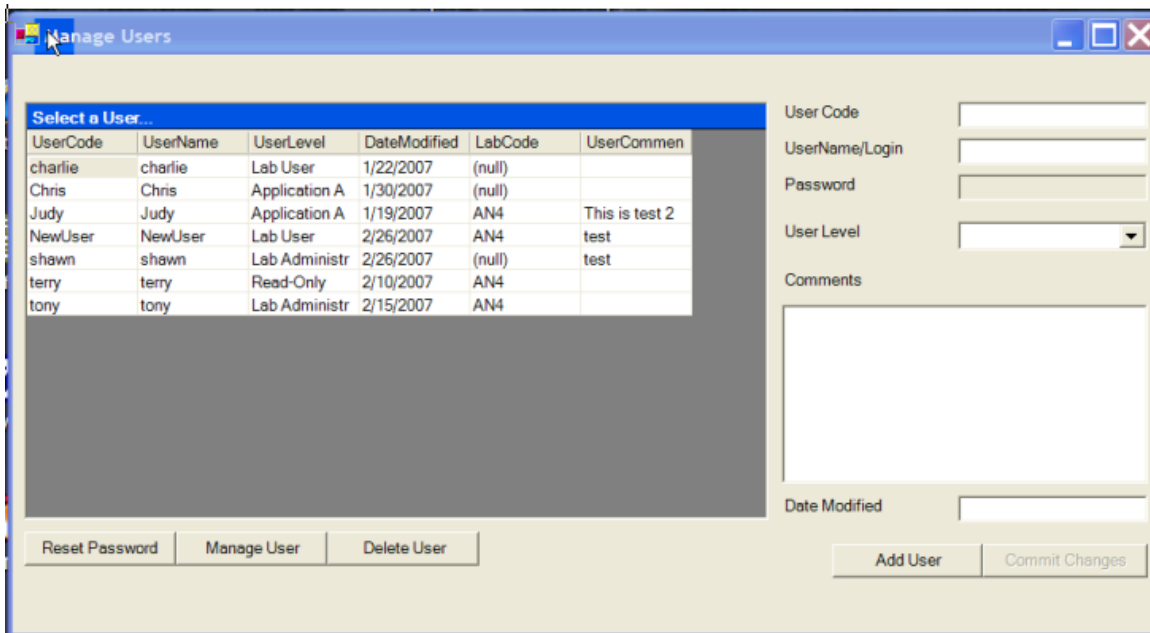 Manage Users
Select a User...
UserCode UserName UserLevel DateModified LabCode UserCommen
charlie charlie Lab User 1/22/2007 (null)
Chris Chris Application A 1/30/2007 (null)
Judy Judy Application A 1/19/2007 AN4 This is test 2
NewUser NewUser Lab User 2/26/2007 AN4 test
shawn shawn Lab Administr 2/26/2007 (null) test
terry terry Read-Only 2/10/2007 AN4
tony tony Lab Administr 2/15/2007 AN4
Reset Password Manage User Delete User
User Code
UserName/Login
Password
User Level
Comments
Date Modified
Add User Commit Changes